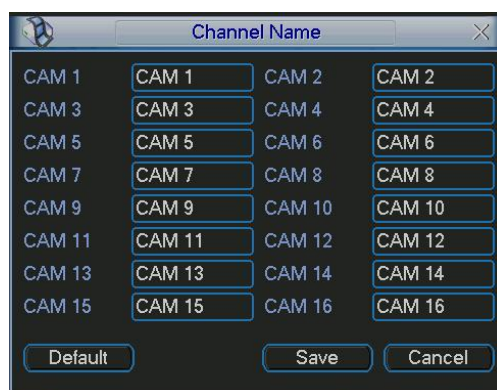 Channel Name
CAM 1 CAM 1 CAM 2 CAM 2
CAM 3 CAM 3 CAM 4 CAM 4
CAM 5 CAM 5 CAM 6 CAM 6
CAM 7 CAM 7 CAM 8 CAM 8
CAM 9 CAM 9 CAM 10 CAM 10
CAM 11 CAM 11 CAM 12 CAM 12
CAM 13 CAM 13 CAM 14 CAM 14
CAM 15 CAM 15 CAM 16 CAM 16
Default Save Cancel